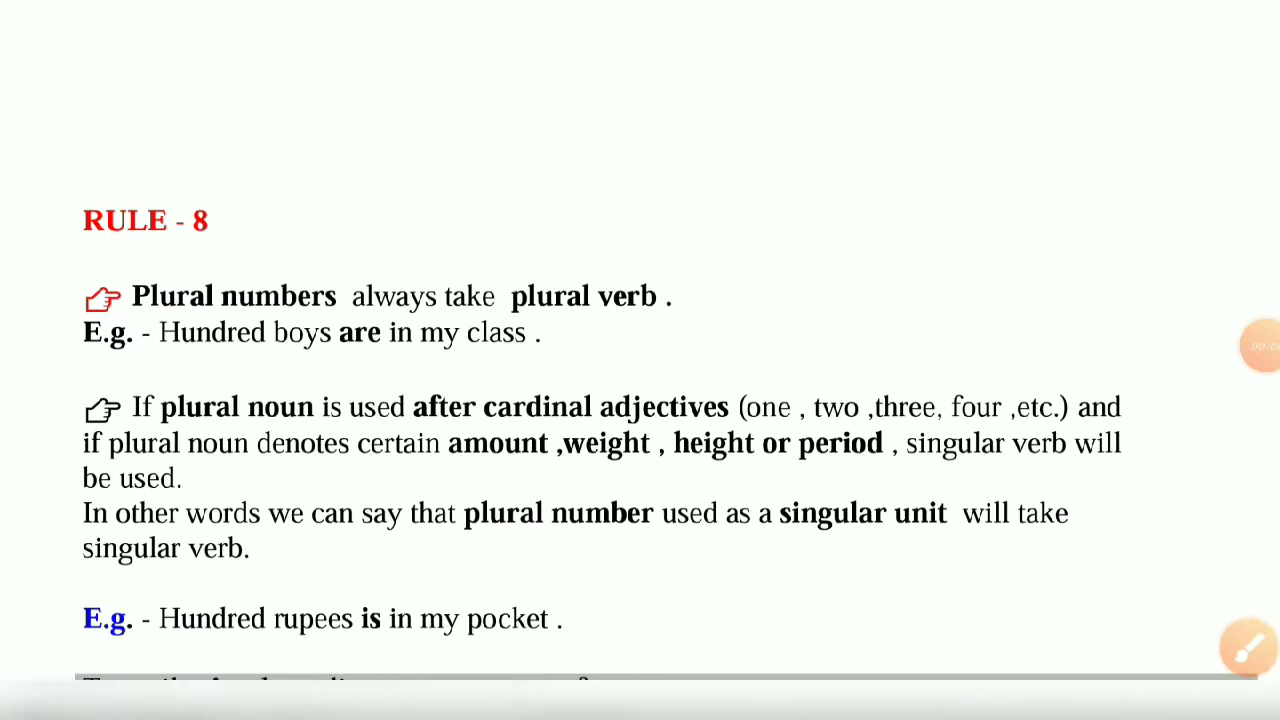 RULE - 8
Plural numbers always take plural verb .
E.g. - Hundred boys are in my class .
If plural noun is used after cardinal adjectives (one , two ,three, four ,etc.) and
if plural noun denotes certain amount ,weight , height or period , singular verb will
be used.
In other words we can say that plural number used as a singular unit will take
singular verb.
E.g. - Hundred rupees is in my pocket .